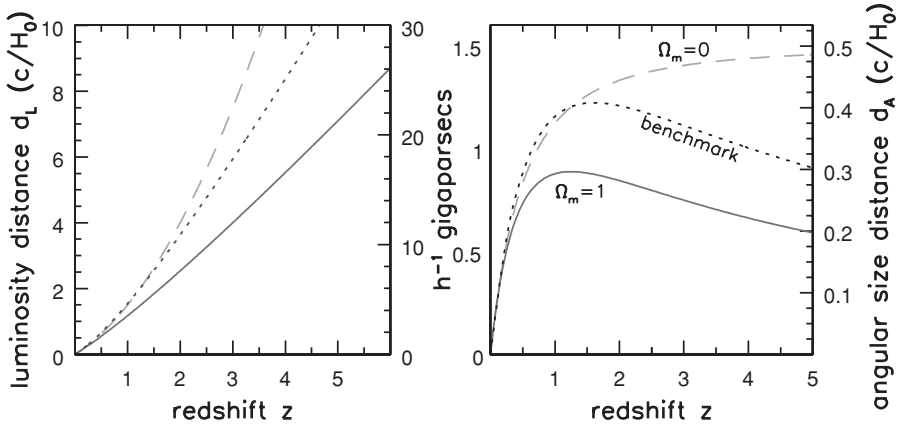 luminosity distance d_L (c/H_0)
10
8
6
4
2
0
1 2 3 4 5
redshift z
30
20
10
0
h⁻¹ gigaparsecs
1.5
1
0.5
0
Ω_m=0
benchmark
Ω_m=1
1 2 3 4 5
redshift z
0.5
0.4
0.3
0.2
0.1
angular size distance d_A (c/H_0)